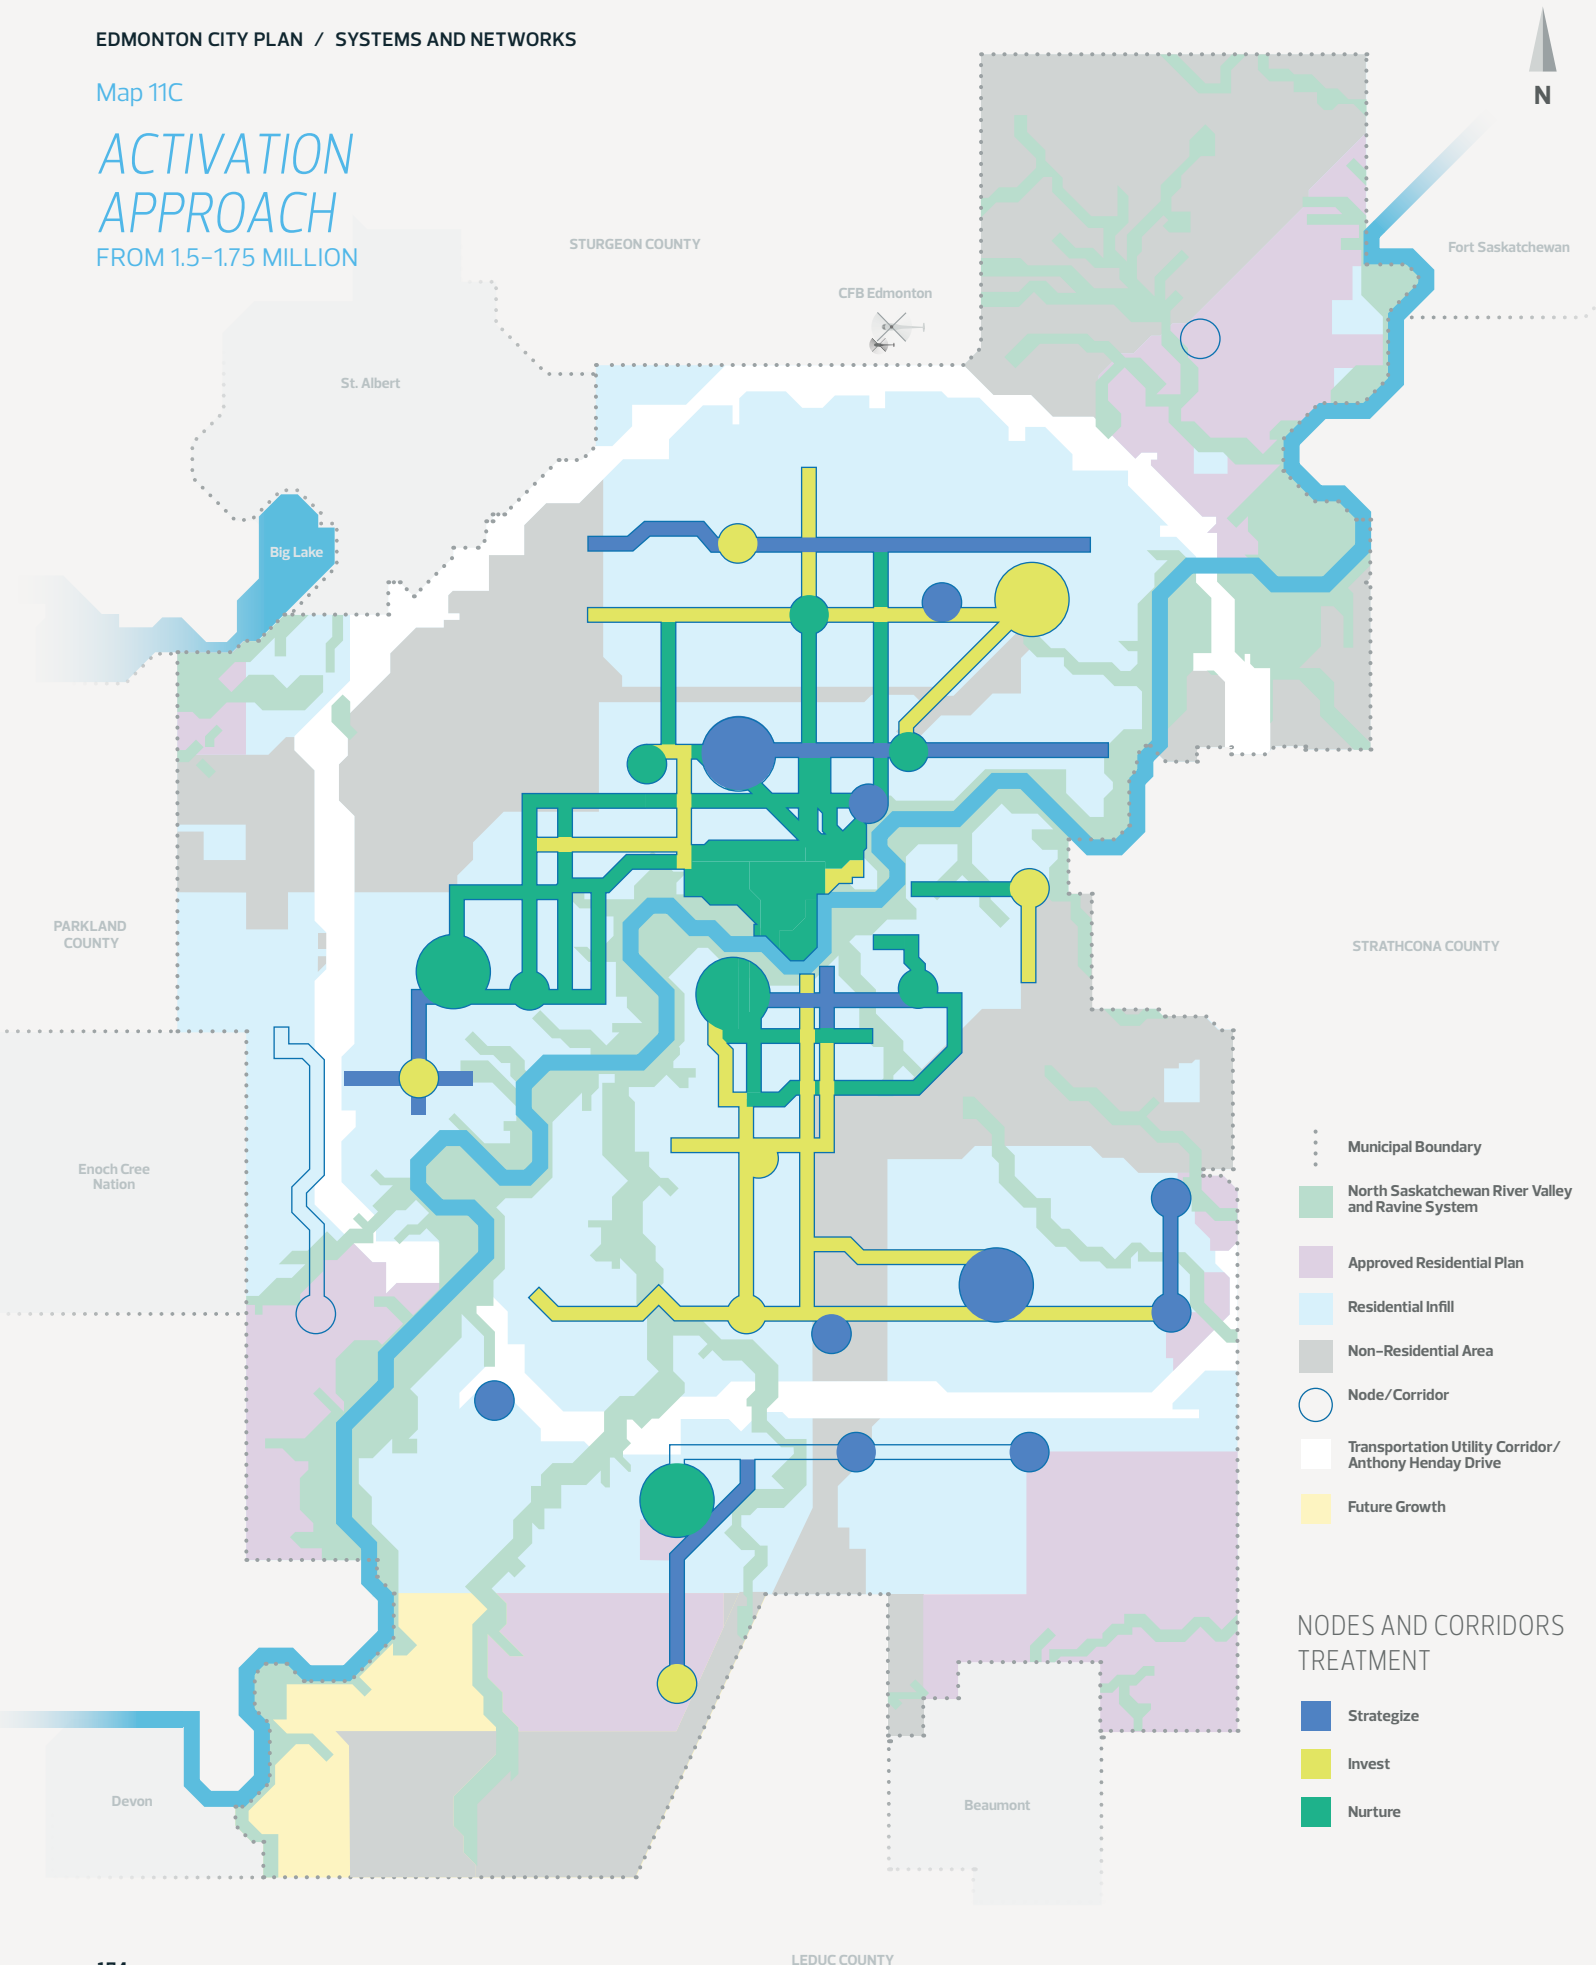 EDMONTON CITY PLAN / SYSTEMS AND NETWORKS
Map 11C
ACTIVATION
APPROACH
FROM 1.5-1.75 MILLION
N
STURGEON COUNTY
Fort Saskatchewan
CFB Edmonton
St. Albert
Big Lake
PARKLAND
COUNTY
STRATHCONA COUNTY
Enoch Cree
Nation
Devon
Beaumont
LEDUC COUNTY
Municipal Boundary
North Saskatchewan River Valley
and Ravine System
Approved Residential Plan
Residential Infill
Non-Residential Area
Node/Corridor
Transportation Utility Corridor/
Anthony Henday Drive
Future Growth
NODES AND CORRIDORS
TREATMENT
Strategize
Invest
Nurture